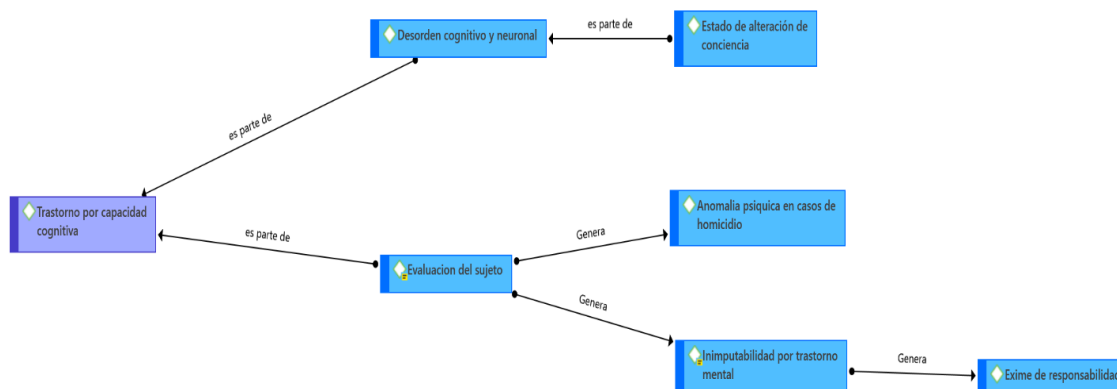 Desorden cognitivo y neuronal
es parte de
Estado de alteración de
conciencia
es parte de
Trastorno por capacidad
cognitiva
es parte de
Evaluacion del sujeto
Genera
Anomalia psiquica en casos de
homicidio
Genera
Inimputabilidad por trastorno
mental
Genera
Exime de responsabilidad